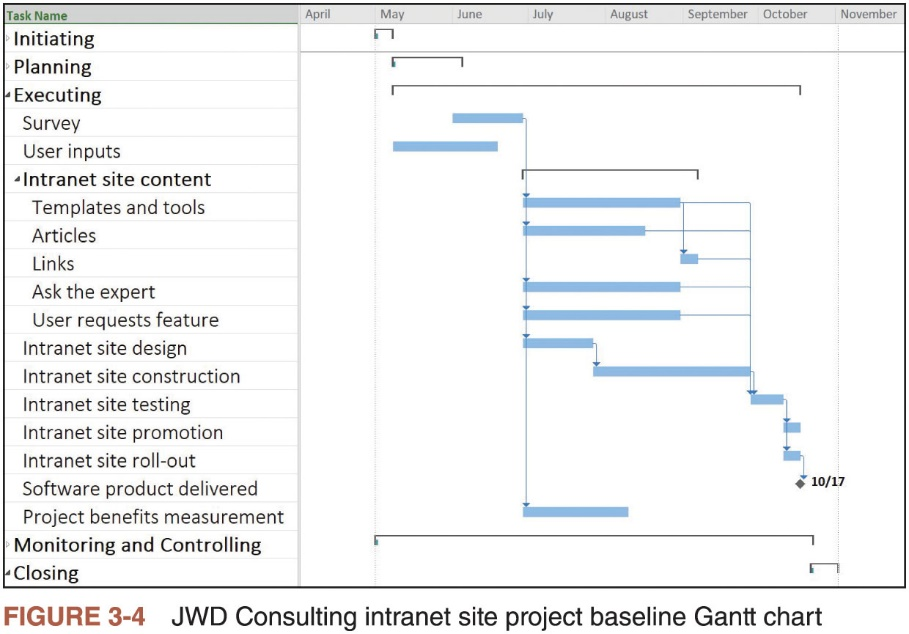 Task Name April May June July August September October November
Initiating
Planning
Executing
Survey
User inputs
Intranet site content
Templates and tools
Articles
Links
Ask the expert
User requests feature
Intranet site design
Intranet site construction
Intranet site testing
Intranet site promotion
Intranet site roll-out
Software product delivered 10/17
Project benefits measurement
Monitoring and Controlling
Closing
FIGURE 3-4 JWD Consulting intranet site project baseline Gantt chart